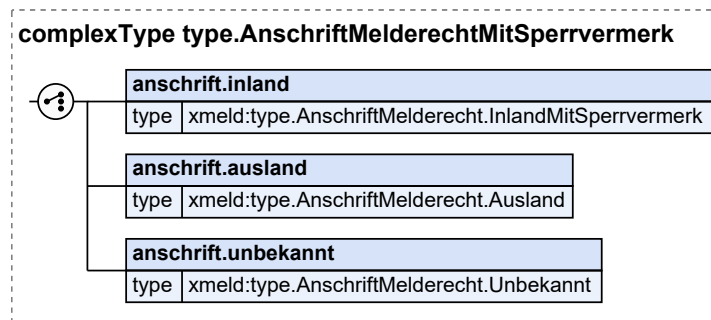 complexType type.AnschriftMelderechtMitSperrvermerk
anschrift.inland
type xmeld:type.AnschriftMelderecht.InlandMitSperrvermerk
anschrift.ausland
type xmeld:type.AnschriftMelderecht.Ausland
anschrift.unbekannt
type xmeld:type.AnschriftMelderecht.Unbekannt